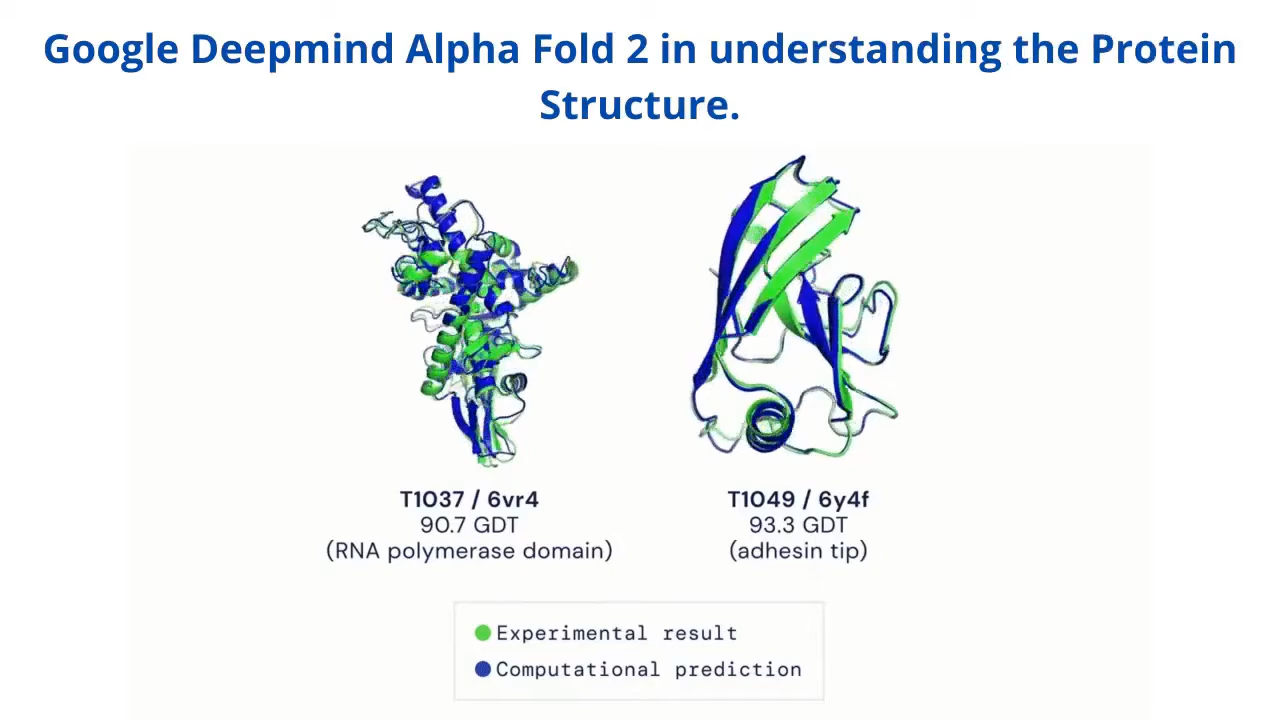 Google Deepmind Alpha Fold 2 in understanding the Protein
Structure.
T1037 / 6vr4
90.7 GDT
(RNA polymerase domain)
T1049 / 6y4f
93.3 GDT
(adhesin tip)
Experimental result
Computational prediction